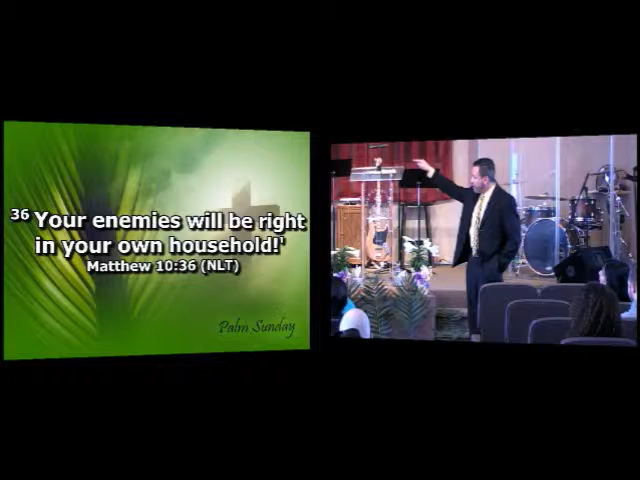 36 Your enemies will be right
in your own household!'
Matthew 10:36 (NLT)
Palm Sunday